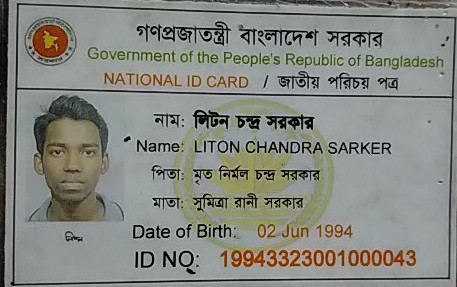 গণপ্রজাতন্ত্রী বাংলাদেশ সরকার
Government of the People's Republic of Bangladesh
NATIONAL ID CARD / জাতীয় পরিচয় পত্র
নাম: লিটন চন্দ্র সরকার
Name: LITON CHANDRA SARKER
পিতা: মৃত নির্মল চন্দ্র সরকার
মাতা: সুমিত্রা রানী সরকার
Date of Birth: 02 Jun 1994
ID NO: 19943323001000043